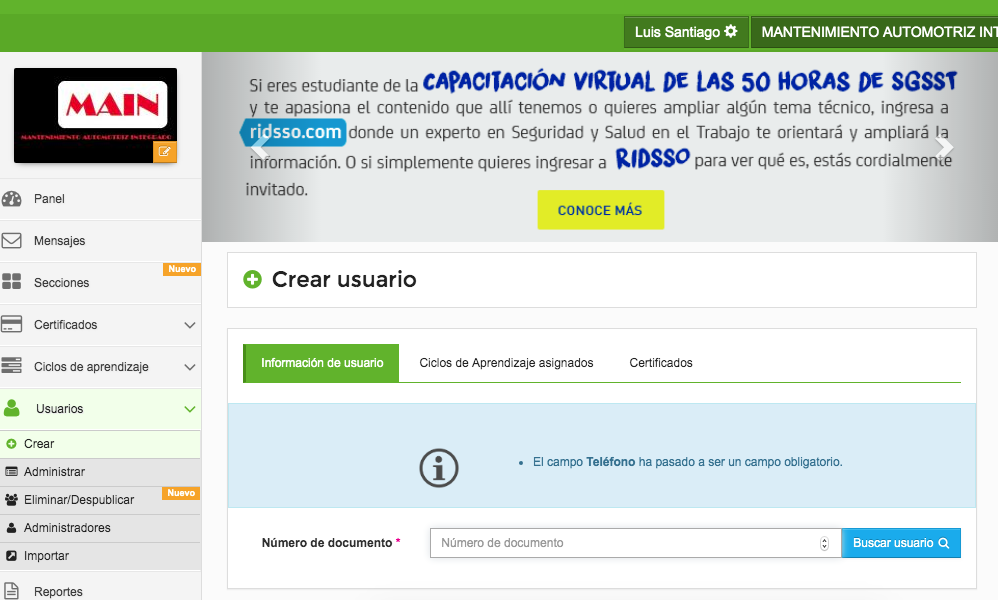 Luis Santiago
MANTENIMIENTO AUTOMOTRIZ INT
MAIN
MANTENIMIENTO AUTOMOTRIZ INTEGRADO
Si eres estudiante de la CAPACITACIÓN VIRTUAL DE LAS 50 HORAS DE SGSST
y te apasiona el contenido que allí tenemos o quieres ampliar algún tema técnico, ingresa a
ridsso.com donde un experto en Seguridad y Salud en el Trabajo te orientará y ampliará la
información. O si simplemente quieres ingresar a RIDSSO para ver qué es, estás cordialmente
invitado.
CONOCE MÁS
Panel
Mensajes
Nuevo
Secciones
Certificados
Ciclos de aprendizaje
Usuarios
Crear
Administrar
Nuevo
Eliminar/Despublicar
Administradores
Importar
Reportes
Crear usuario
Información de usuario
Ciclos de Aprendizaje asignados
Certificados
• El campo Teléfono ha pasado a ser un campo obligatorio.
Número de documento *
Número de documento
Buscar usuario